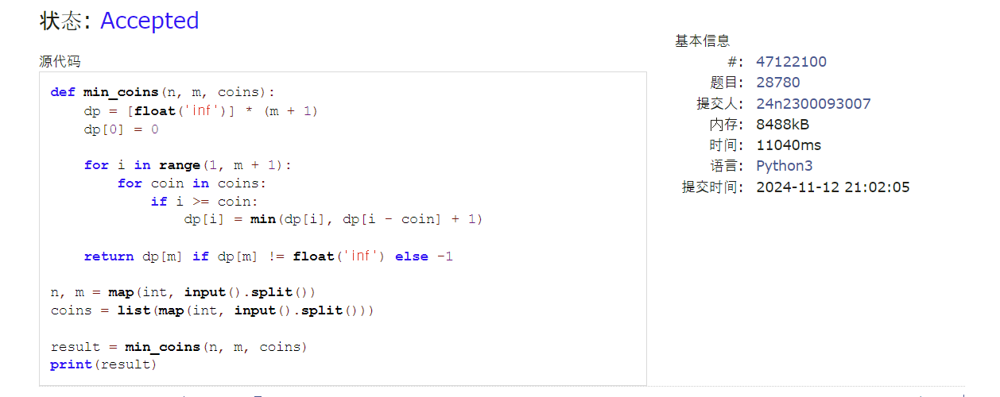 状态: Accepted
源代码
def min_coins(n, m, coins):
    dp = [float('inf')] * (m + 1)
    dp[0] = 0
    for i in range(1, m + 1):
        for coin in coins:
            if i >= coin:
                dp[i] = min(dp[i], dp[i - coin] + 1)
    return dp[m] if dp[m] != float('inf') else -1
n, m = map(int, input().split())
coins = list(map(int, input().split()))
result = min_coins(n, m, coins)
print(result)
基本信息
#: 47122100
题目: 28780
提交人: 24n2300093007
内存: 8488kB
时间: 11040ms
语言: Python3
提交时间: 2024-11-12 21:02:05